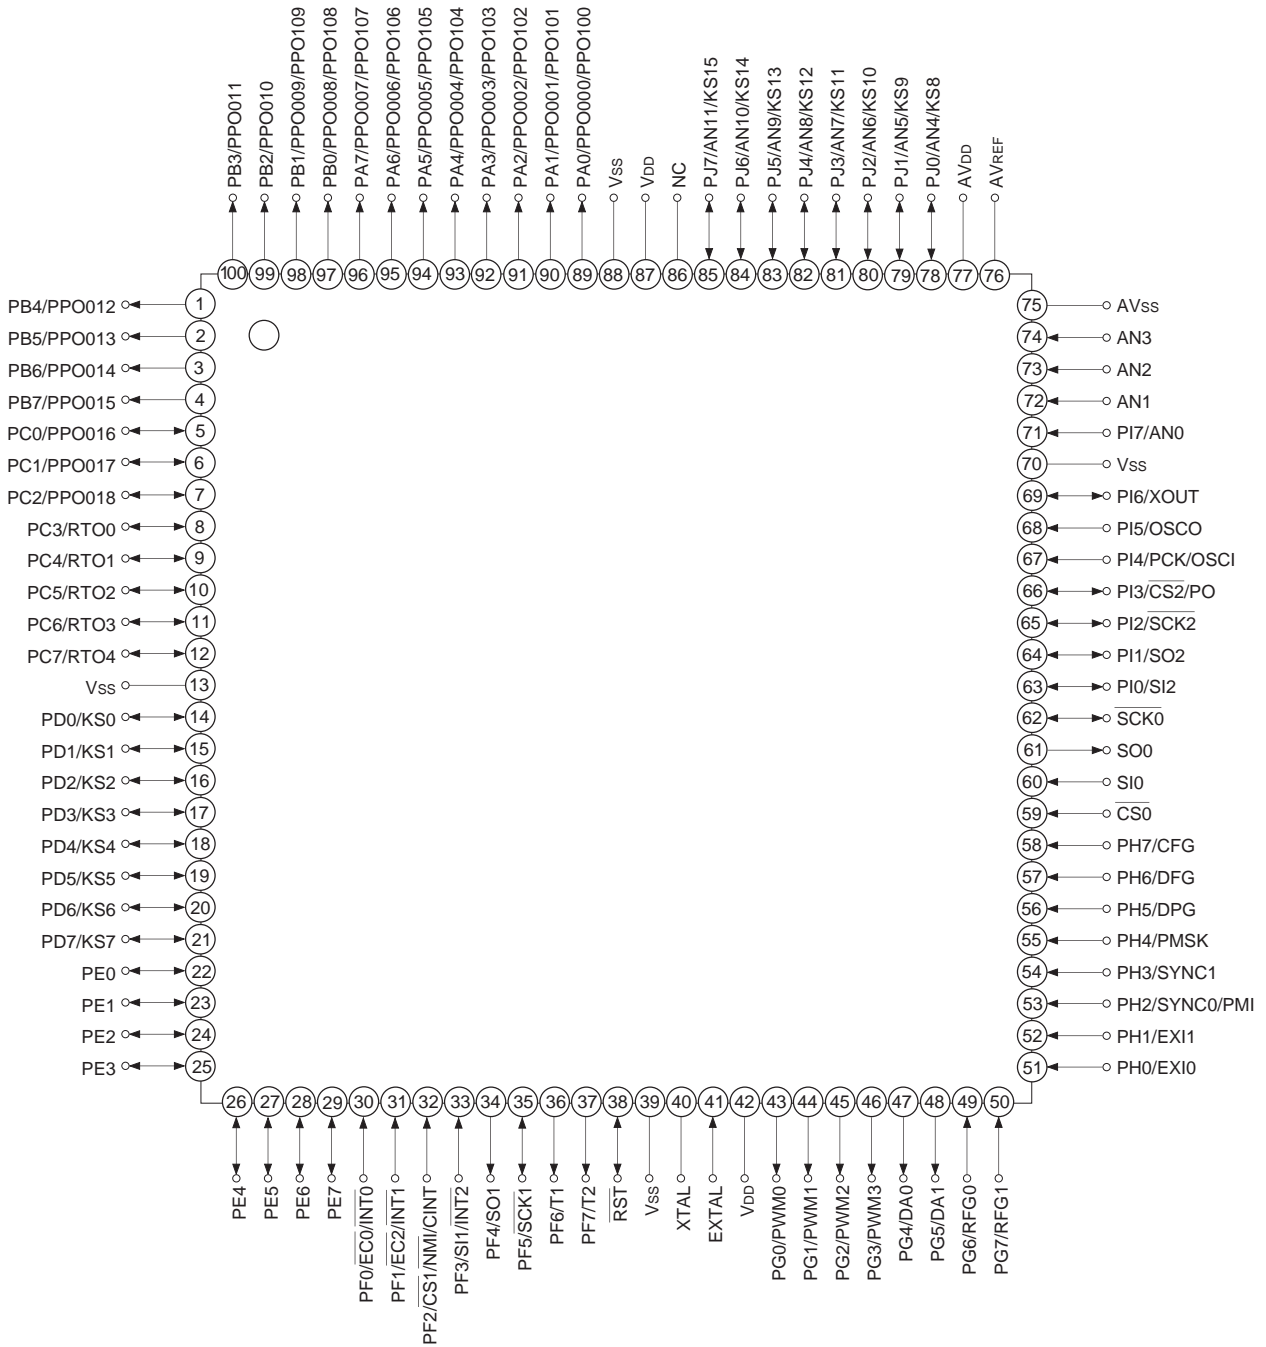 PB3/PPO011
PB2/PPO010
PB1/PPO009/PPO109
PB0/PPO008/PPO108
PA7/PPO007/PPO107
PA6/PPO006/PPO106
PA5/PPO005/PPO105
PA4/PPO004/PPO104
PA3/PPO003/PPO103
PA2/PPO002/PPO102
PA1/PPO001/PPO101
PA0/PPO000/PPO100
Vss
VDD
NC
PJ7/AN11/KS15
PJ6/AN10/KS14
PJ5/AN9/KS13
PJ4/AN8/KS12
PJ3/AN7/KS11
PJ2/AN6/KS10
PJ1/AN5/KS9
PJ0/AN4/KS8
AVDD
AVREF
100 99 98 97 96 95 94 93 92 91 90 89 88 87 86 85 84 83 82 81 80 79 78 77 76
PB4/PPO012 1
PB5/PPO013 2
PB6/PPO014 3
PB7/PPO015 4
PC0/PPO016 5
PC1/PPO017 6
PC2/PPO018 7
PC3/RTO0 8
PC4/RTO1 9
PC5/RTO2 10
PC6/RTO3 11
PC7/RTO4 12
Vss 13
PD0/KS0 14
PD1/KS1 15
PD2/KS2 16
PD3/KS3 17
PD4/KS4 18
PD5/KS5 19
PD6/KS6 20
PD7/KS7 21
PE0 22
PE1 23
PE2 24
PE3 25
75 AVss
74 AN3
73 AN2
72 AN1
71 PI7/AN0
70 Vss
69 PI6/XOUT
68 PI5/OSCO
67 PI4/PCK/OSCI
66 PI3/C̅S̅2̅/PO
65 PI2/S̅C̅K̅2̅
64 PI1/SO2
63 PI0/SI2
62 S̅C̅K̅0̅
61 SO0
60 SI0
59 C̅S̅0̅
58 PH7/CFG
57 PH6/DFG
56 PH5/DPG
55 PH4/PMSK
54 PH3/SYNC1
53 PH2/SYNC0/PMI
52 PH1/EXI1
51 PH0/EXI0
26 27 28 29 30 31 32 33 34 35 36 37 38 39 40 41 42 43 44 45 46 47 48 49 50
PE4
PE5
PE6
PE7
PF0/E̅C̅0̅/I̅N̅T̅0̅
PF1/E̅C̅2̅/I̅N̅T̅1̅
PF2/C̅S̅1̅/N̅M̅I̅/CINT
PF3/SI1/I̅N̅T̅2̅
PF4/SO1
PF5/S̅C̅K̅1̅
PF6/T1
PF7/T2
R̅S̅T̅
Vss
XTAL
EXTAL
VDD
PG0/PWM0
PG1/PWM1
PG2/PWM2
PG3/PWM3
PG4/DA0
PG5/DA1
PG6/RFG0
PG7/RFG1